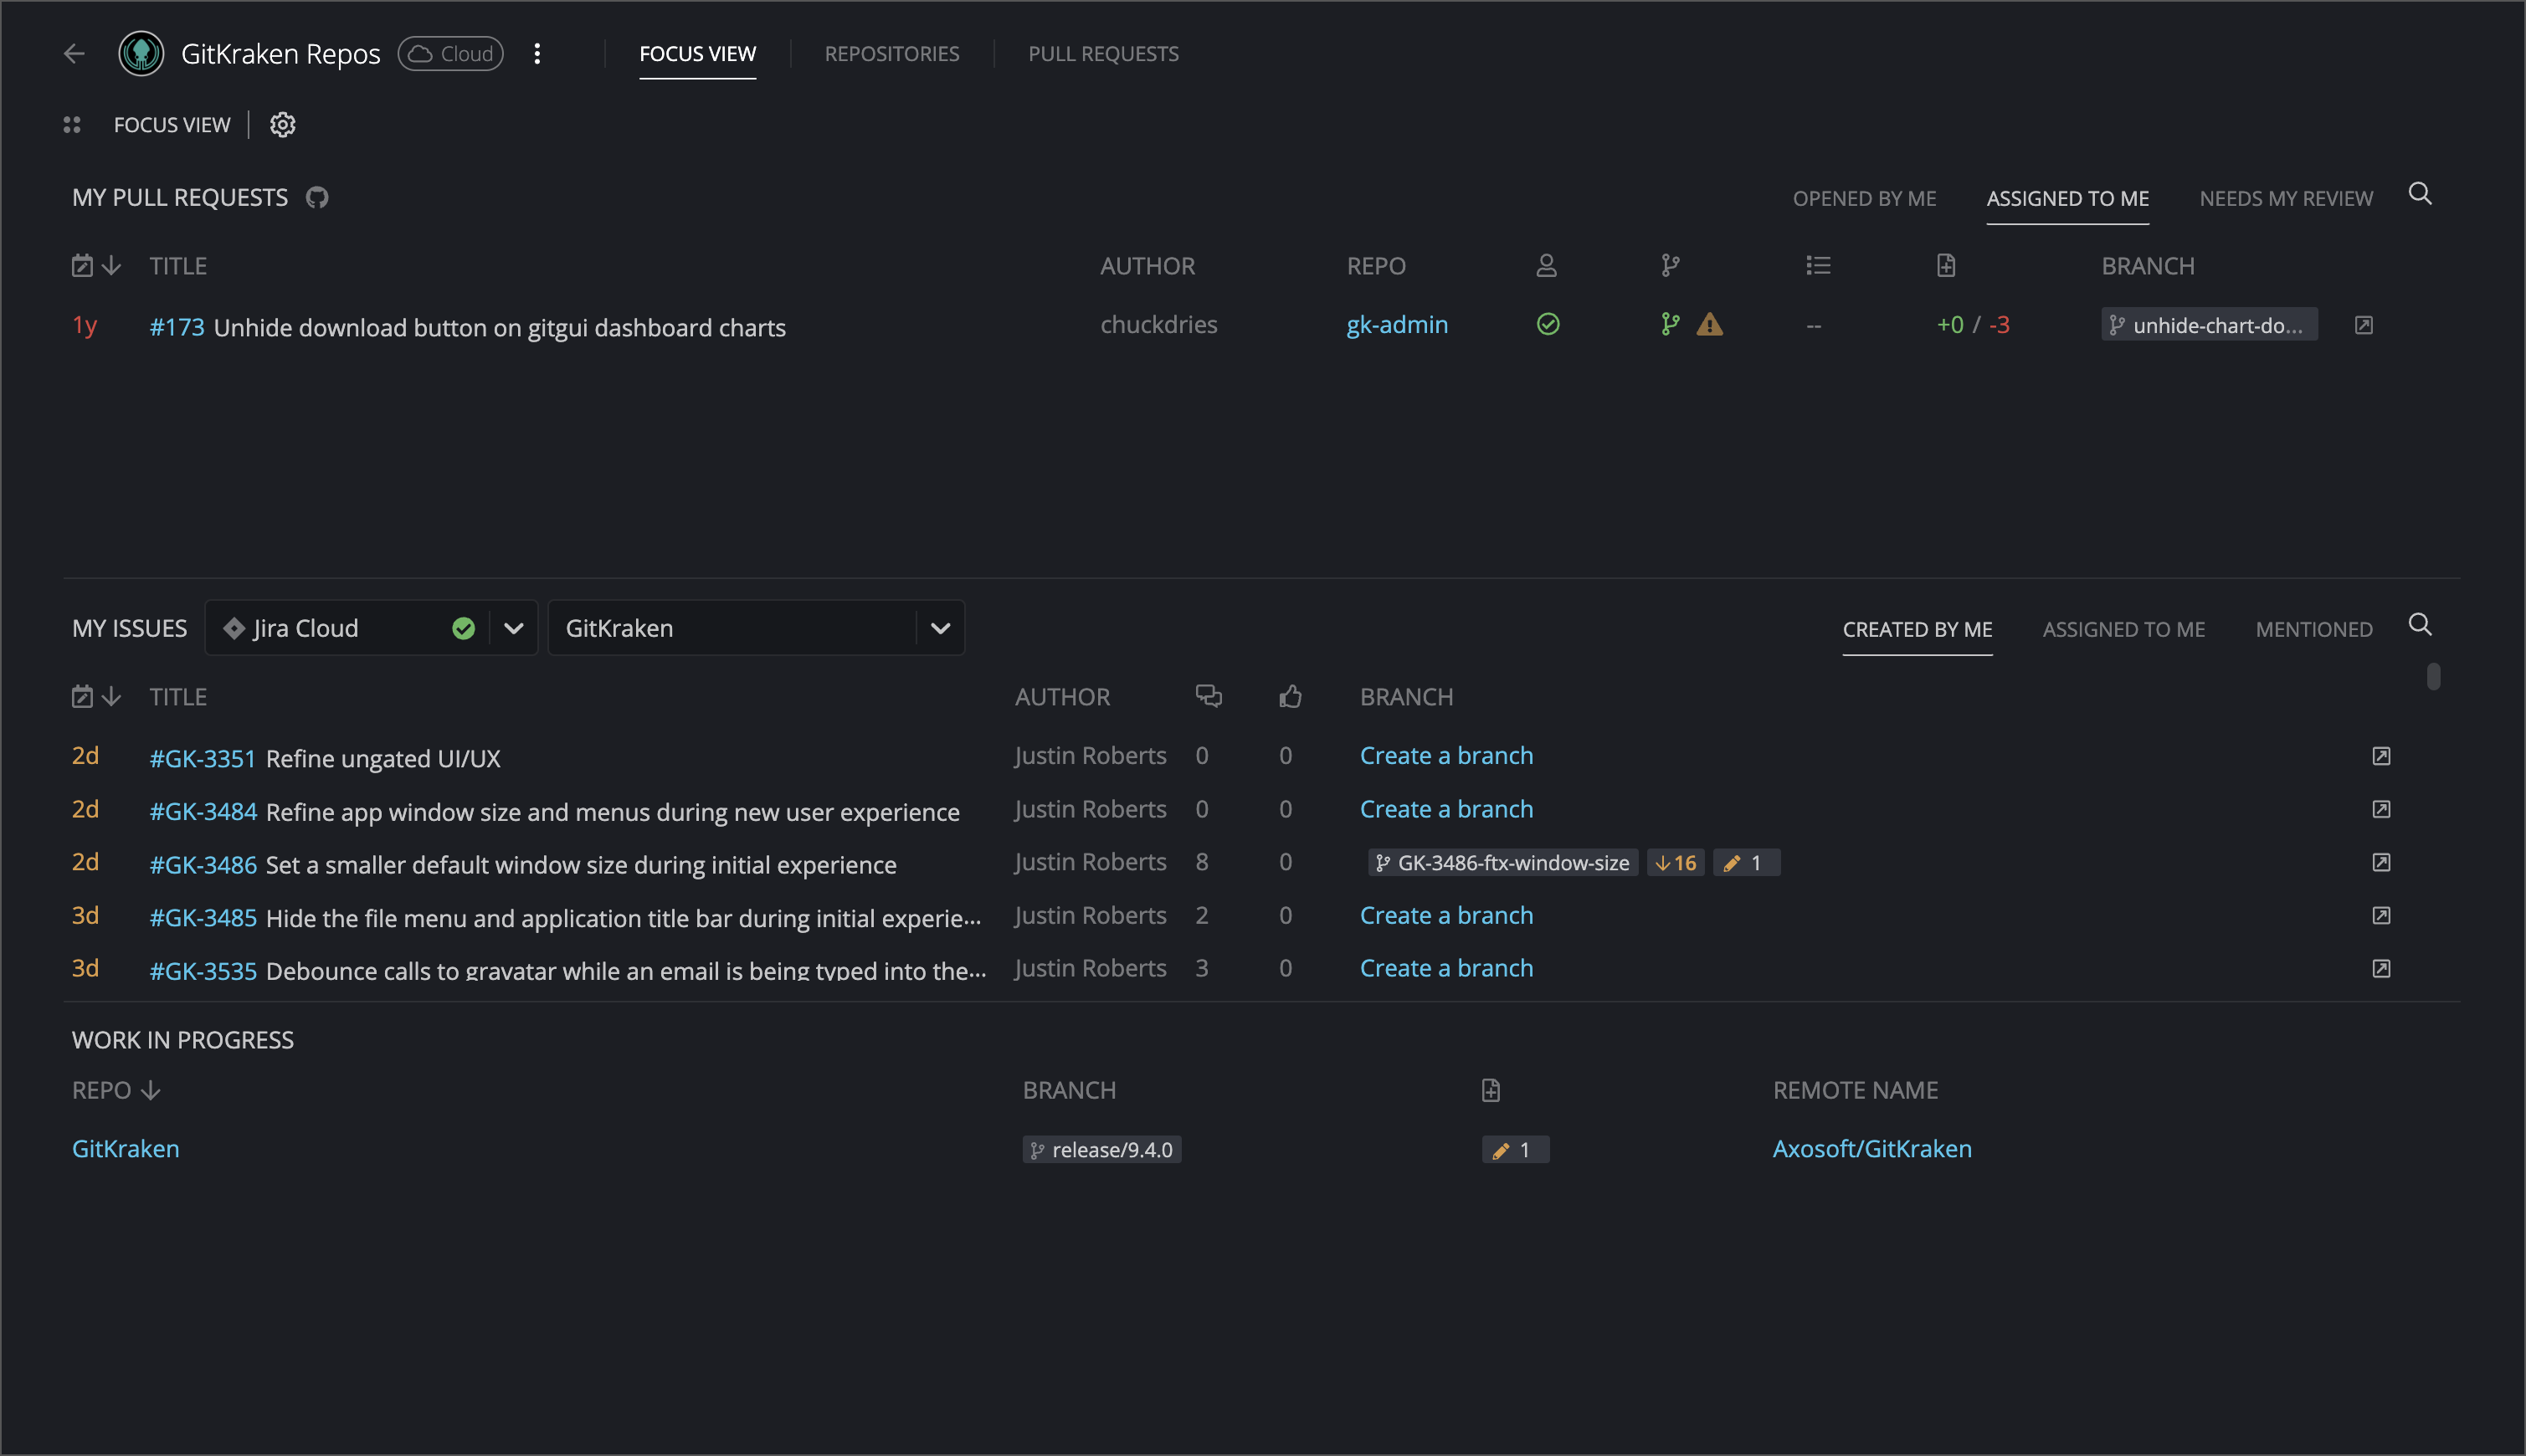 GitKraken Repos Cloud FOCUS VIEW REPOSITORIES PULL REQUESTS
FOCUS VIEW
MY PULL REQUESTS OPENED BY ME ASSIGNED TO ME NEEDS MY REVIEW
TITLE AUTHOR REPO BRANCH
1y #173 Unhide download button on gitgui dashboard charts chuckdries gk-admin -- +0 / -3 unhide-chart-do...
MY ISSUES Jira Cloud GitKraken CREATED BY ME ASSIGNED TO ME MENTIONED
TITLE AUTHOR BRANCH
2d #GK-3351 Refine ungated UI/UX Justin Roberts 0 0 Create a branch
2d #GK-3484 Refine app window size and menus during new user experience Justin Roberts 0 0 Create a branch
2d #GK-3486 Set a smaller default window size during initial experience Justin Roberts 8 0 GK-3486-ftx-window-size ↓16 1
3d #GK-3485 Hide the file menu and application title bar during initial experie... Justin Roberts 2 0 Create a branch
3d #GK-3535 Debounce calls to gravatar while an email is being typed into the... Justin Roberts 3 0 Create a branch
WORK IN PROGRESS
REPO BRANCH REMOTE NAME
GitKraken release/9.4.0 1 Axosoft/GitKraken